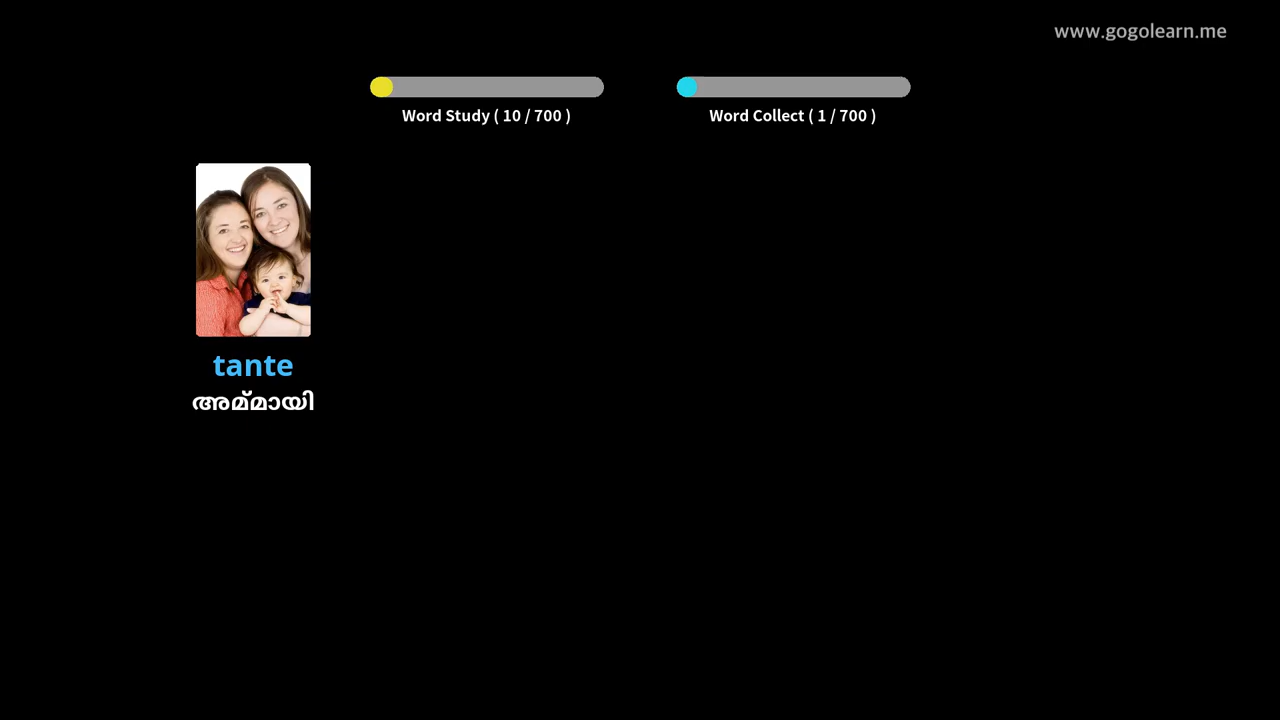 www.gogolearn.me
Word Study ( 10 / 700 )
Word Collect ( 1 / 700 )
tante
അമ്മായി